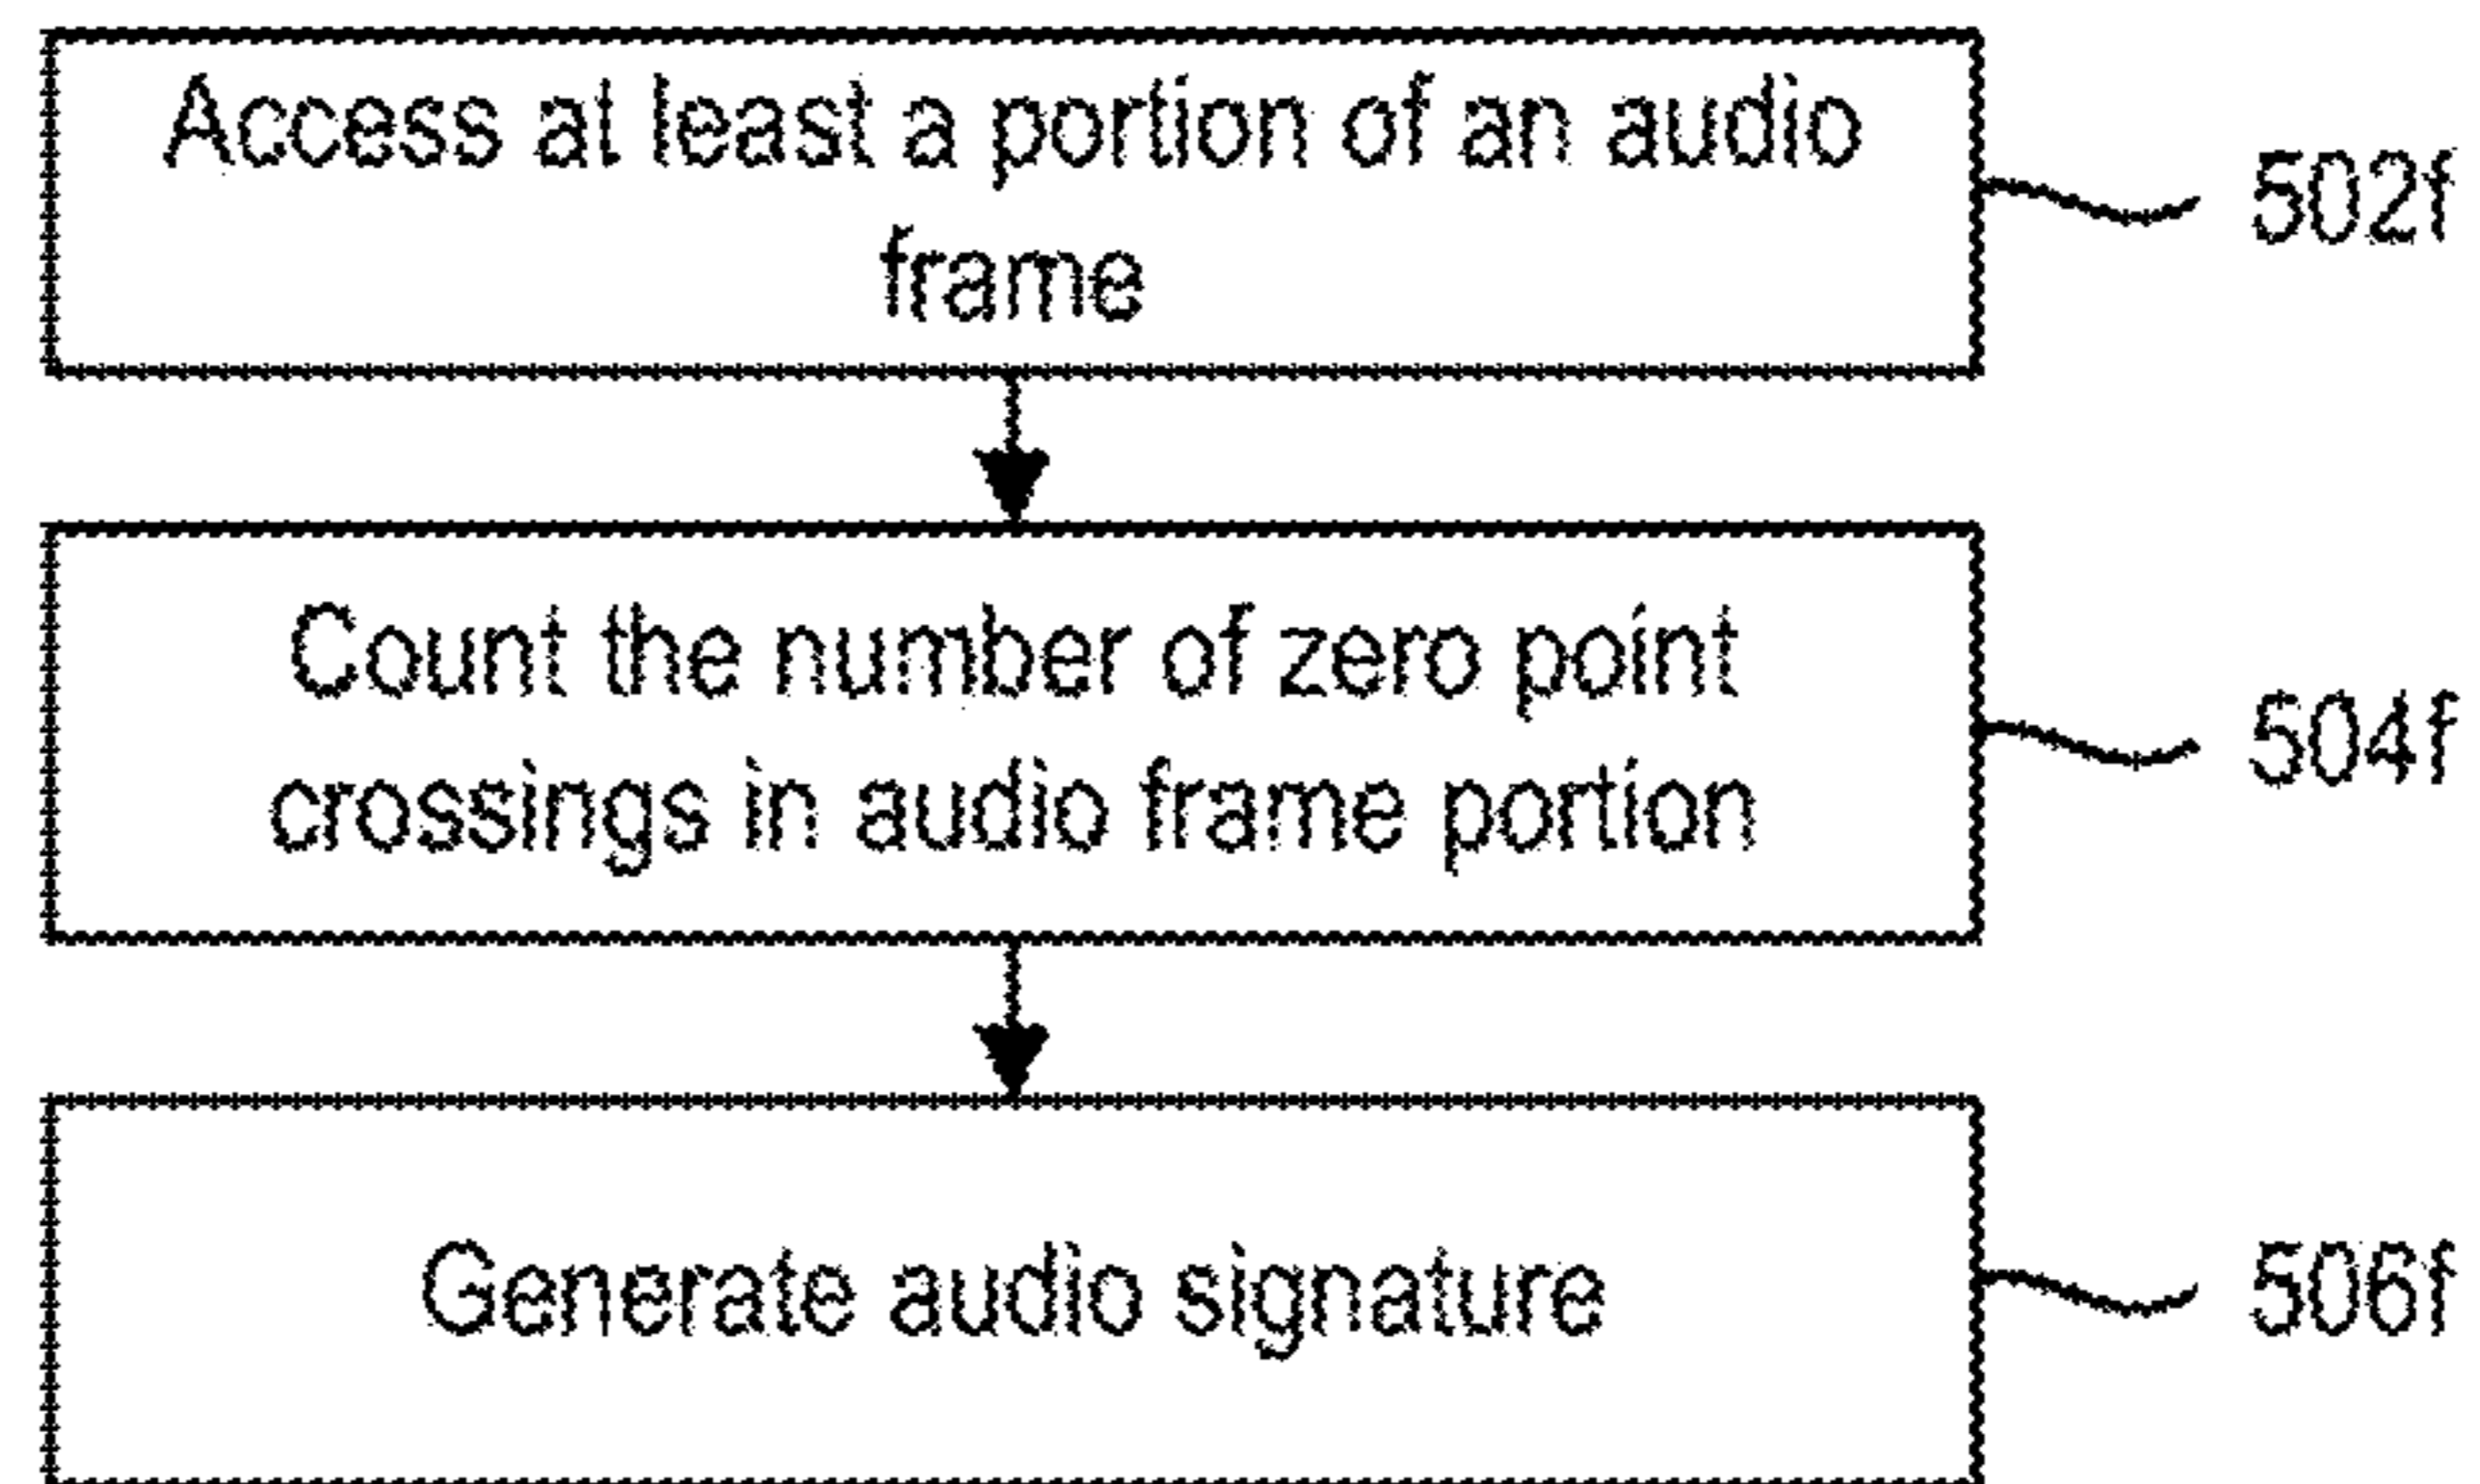 Access at least a portion of an audio
frame
502f
Count the number of zero point
crossings in audio frame portion
504f
Generate audio signature
506f